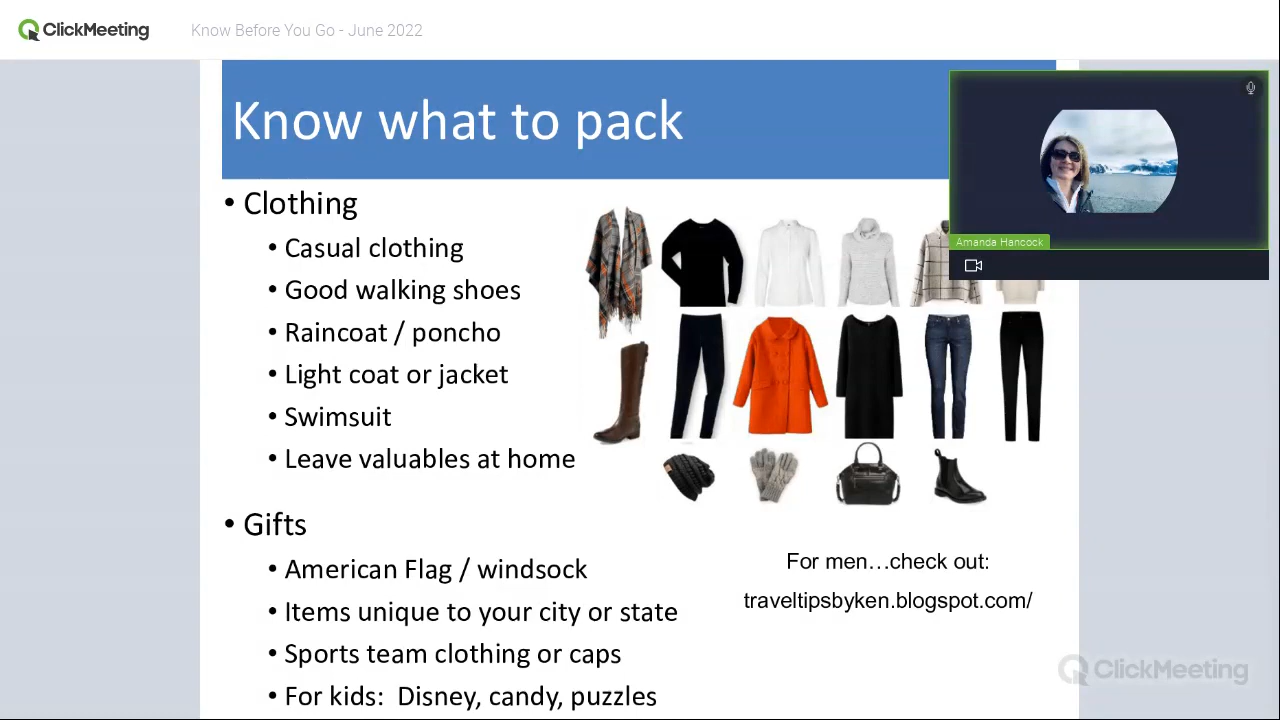 ClickMeeting
Know Before You Go - June 2022
Know what to pack
Amanda Hancock
• Clothing
• Casual clothing
• Good walking shoes
• Raincoat / poncho
• Light coat or jacket
• Swimsuit
• Leave valuables at home
• Gifts
• American Flag / windsock
• Items unique to your city or state
• Sports team clothing or caps
• For kids:  Disney, candy, puzzles
For men…check out:
traveltipsbyken.blogspot.com/
ClickMeeting